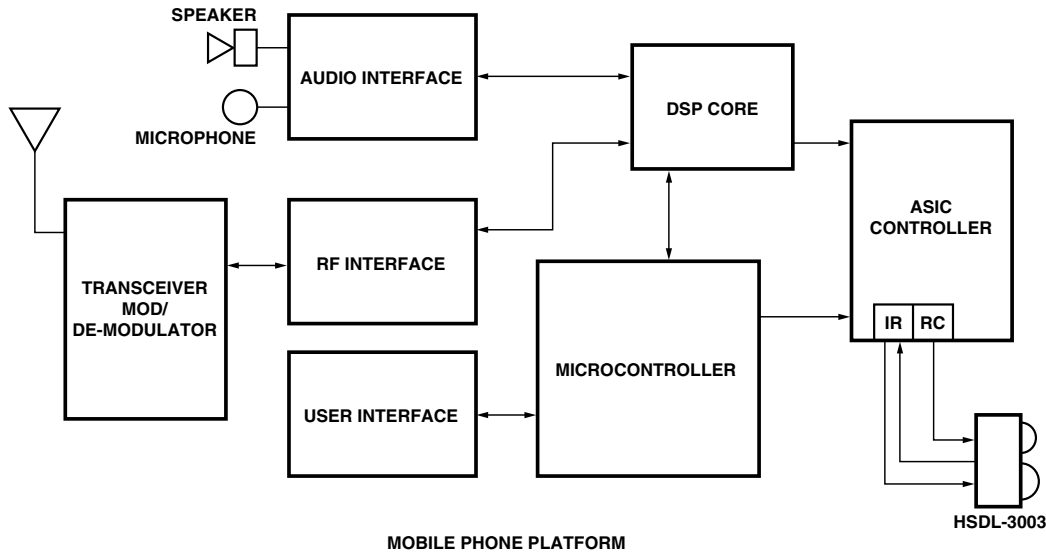 SPEAKER
AUDIO INTERFACE
MICROPHONE
DSP CORE
ASIC
CONTROLLER
TRANSCEIVER
MOD/
DE-MODULATOR
RF INTERFACE
IR
RC
MICROCONTROLLER
USER INTERFACE
HSDL-3003
MOBILE PHONE PLATFORM